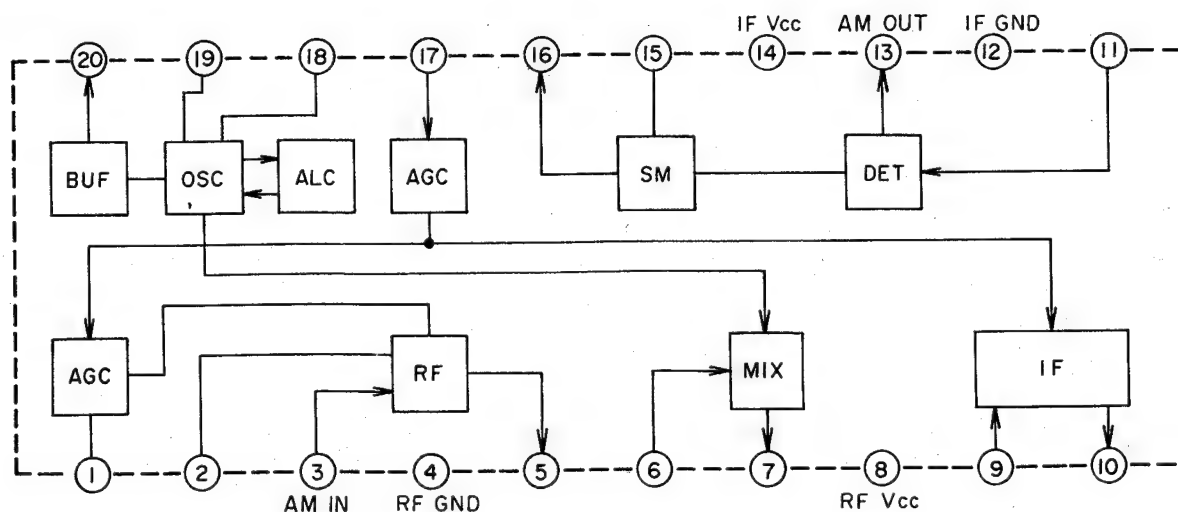 IF Vcc AM OUT IF GND
20 19 18 17 16 15 14 13 12 11
BUF OSC ALC AGC SM DET
AGC RF MIX IF
1 2 3 4 5 6 7 8 9 10
AM IN RF GND RF Vcc